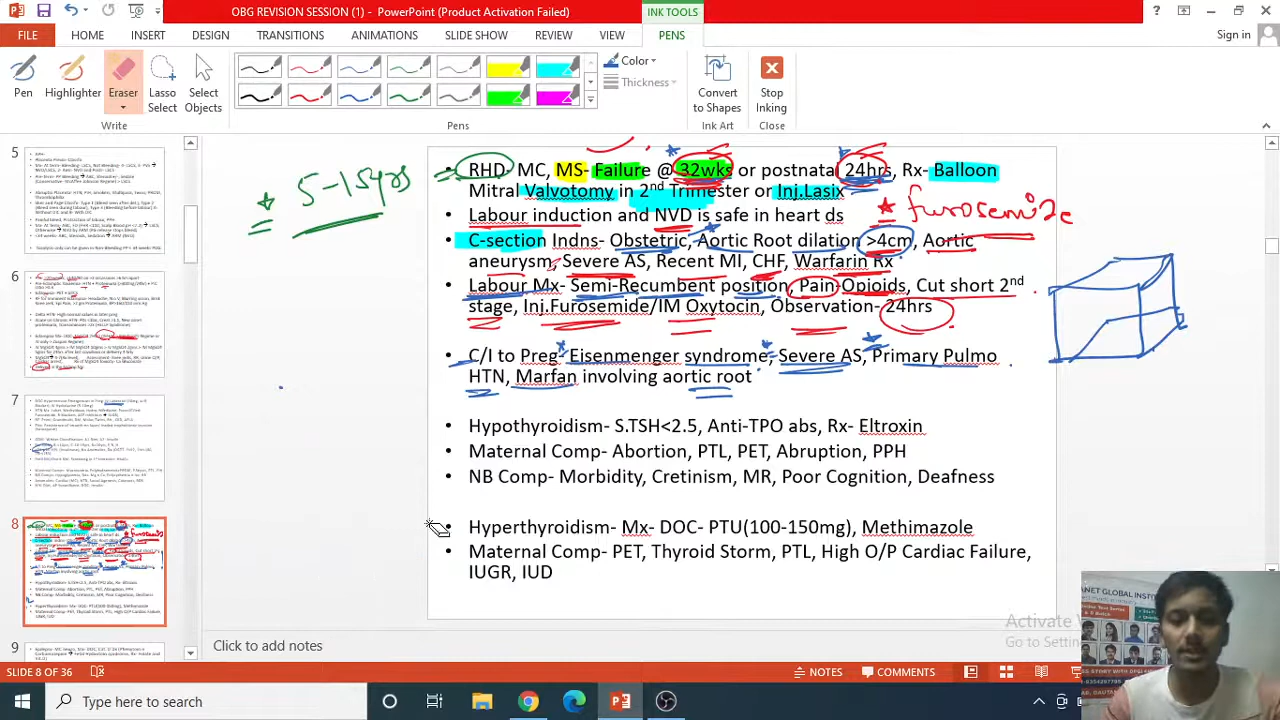 OBG REVISION SESSION (1) - PowerPoint (Product Activation Failed)
INK TOOLS
FILE HOME INSERT DESIGN TRANSITIONS ANIMATIONS SLIDE SHOW REVIEW VIEW PENS
Sign in
Pen Highlighter Eraser Lasso Select Select Objects
Color
Thickness
Convert to Shapes Stop Inking
Write Pens Ink Art Close
5
6
7
8
9
5-15yrs
• RHD- MC, MS- Failure @ 32wks or postnatal 24hrs, Rx- Balloon
Mitral Valvotomy in 2nd Trimester or Inj.Lasix
furosemide
• Labour induction and NVD is safe in heart ds
• C-section Indns- Obstetric, Aortic Root dilation >4cm, Aortic
aneurysm, Severe AS, Recent MI, CHF, Warfarin Rx
• Labour Mx- Semi-Recumbent position, Pain-Opioids, Cut short 2nd
stage, Inj.Furosemide/IM Oxytocin, Observation- 24hrs
• C/I to Preg- Eisenmenger syndrome, Severe AS, Primary Pulmo
HTN, Marfan involving aortic root
• Hypothyroidism- S.TSH<2.5, Anti-TPO abs, Rx- Eltroxin
• Maternal Comp- Abortion, PTL, PET, Abruption, PPH
• NB Comp- Morbidity, Cretinism, MR, Poor Cognition, Deafness
• Hyperthyroidism- Mx- DOC- PTU(100-150mg), Methimazole
• Maternal Comp- PET, Thyroid Storm, PTL, High O/P Cardiac Failure,
IUGR, IUD
Activate
Go to Setti
Click to add notes
SLIDE 8 OF 36
NOTES COMMENTS
Type here to search